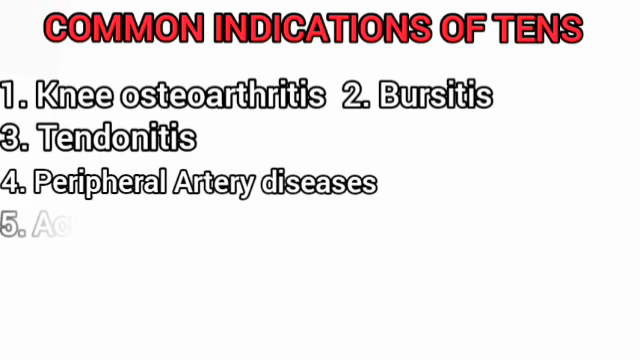 COMMON INDICATIONS OF TENS
1. Knee osteoarthritis 2. Bursitis
3. Tendonitis
4. Peripheral Artery diseases
5.